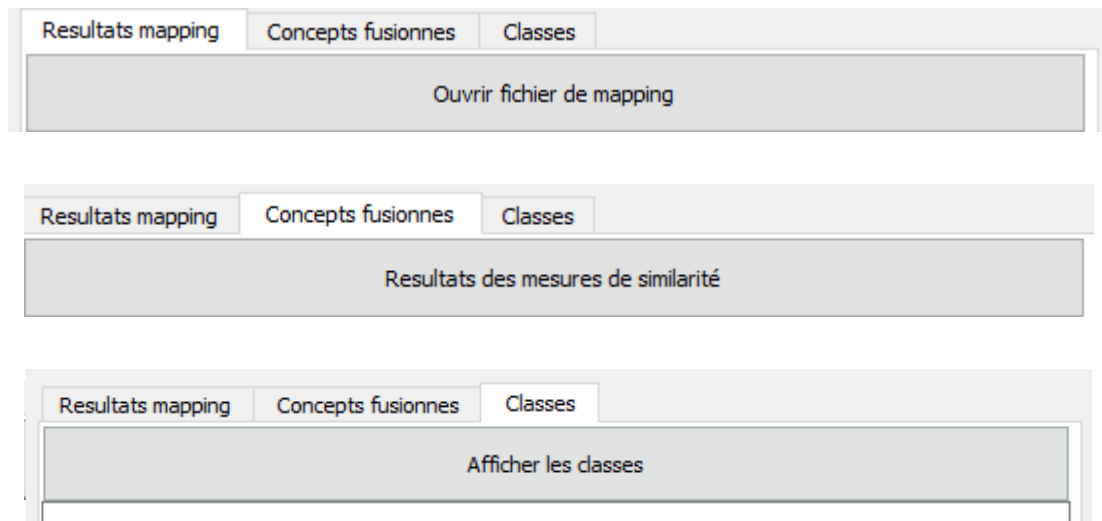 Resultats mapping Concepts fusionnes Classes
Ouvrir fichier de mapping
Resultats mapping Concepts fusionnes Classes
Resultats des mesures de similarité
Resultats mapping Concepts fusionnes Classes
Afficher les classes